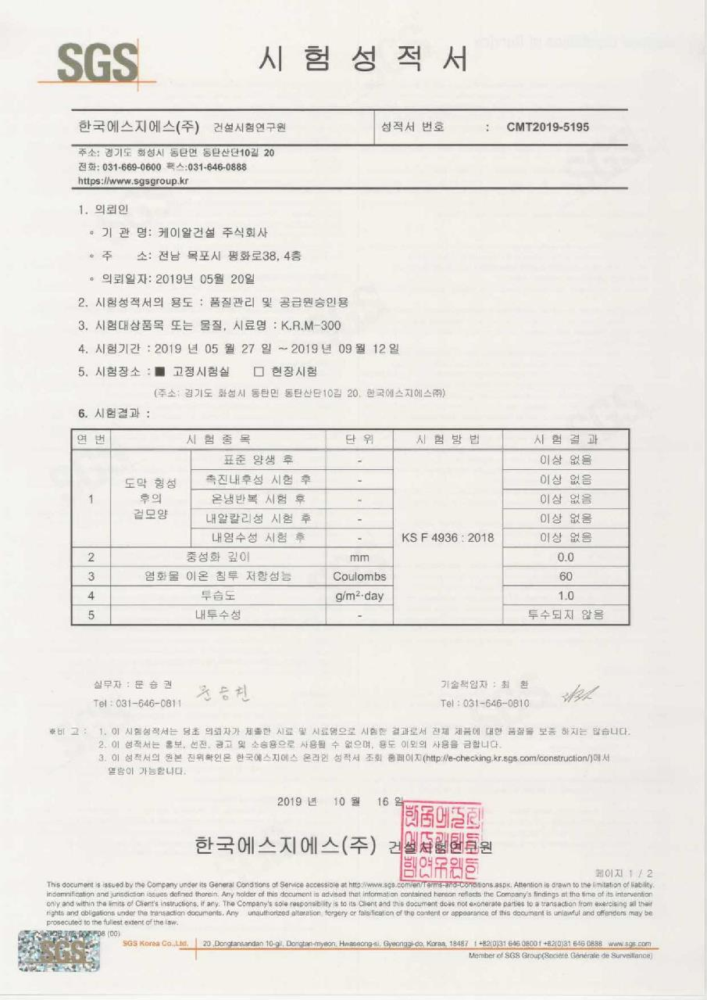 SGS
시 험 성 적 서
한국에스지에스(주) 건설시험연구원
성적서 번호 : CMT2019-5195
주소: 경기도 화성시 동탄면 동탄산단10길 20
전화: 031-669-0600 팩스:031-646-0888
https://www.sgsgroup.kr
1. 의뢰인
◦ 기 관 명: 케이알건설 주식회사
◦ 주 소: 전남 목포시 평화로38, 4층
◦ 의뢰일자: 2019년 05월 20일
2. 시험성적서의 용도 : 품질관리 및 공급원승인용
3. 시험대상품목 또는 물질, 시료명 : K.R.M-300
4. 시험기간 : 2019 년 05 월 27 일 ~ 2019 년 09 월 12 일
5. 시험장소 : ■ 고정시험실 □ 현장시험
(주소: 경기도 화성시 동탄면 동탄산단10길 20, 한국에스지에스㈜)
6. 시험결과 :
연 번 시 험 종 목 단 위 시 험 방 법 시 험 결 과
1 도막 형성 후의 겉모양 KS F 4936 : 2018
표준 양생 후 - 이상 없음
촉진내후성 시험 후 - 이상 없음
온냉반복 시험 후 - 이상 없음
내알칼리성 시험 후 - 이상 없음
내염수성 시험 후 - 이상 없음
2 중성화 깊이 mm 0.0
3 염화물 이온 침투 저항성능 Coulombs 60
4 투습도 g/m²·day 1.0
5 내투수성 - 투수되지 않음
실무자 : 문 승 권 문승권
Tel : 031-646-0811
기술책임자 : 최 환
Tel : 031-646-0810
※비 고 : 1. 이 시험성적서는 당초 의뢰자가 제출한 시료 및 시료명으로 시험한 결과로서 전체 제품에 대한 품질을 보증 하지는 않습니다.
2. 이 성적서는 홍보, 선전, 광고 및 소송용으로 사용될 수 없으며, 용도 이외의 사용을 금합니다.
3. 이 성적서의 원본 진위확인은 한국에스지에스 온라인 성적서 조회 홈페이지(http://e-checking.kr.sgs.com/construction/)에서
열람이 가능합니다.
2019 년 10 월 16 일
한국에스지에스(주) 건설시험연구원
페이지 1 / 2
This document is issued by the Company under its General Conditions of Service accessible at http://www.sgs.com/en/Terms-and-Conditions.aspx. Attention is drawn to the limitation of liability,
indemnification and jurisdiction issues defined therein. Any holder of this document is advised that information contained hereon reflects the Company's findings at the time of its intervention
only and within the limits of Client's instructions, if any. The Company's sole responsibility is to its Client and this document does not exonerate parties to a transaction from exercising all their
rights and obligations under the transaction documents. Any unauthorized alteration, forgery or falsification of the content or appearance of this document is unlawful and offenders may be
prosecuted to the fullest extent of the law.
F08 (00)
SGS
SGS Korea Co.,Ltd. 20 ,Dongtansandan 10-gil, Dongtan-myeon, Hwaseong-si, Gyeonggi-do, Korea, 18487 t +82(0)31 646 0800 f +82(0)31 646 0888 www.sgs.com
Member of SGS Group(Société Générale de Surveillance)